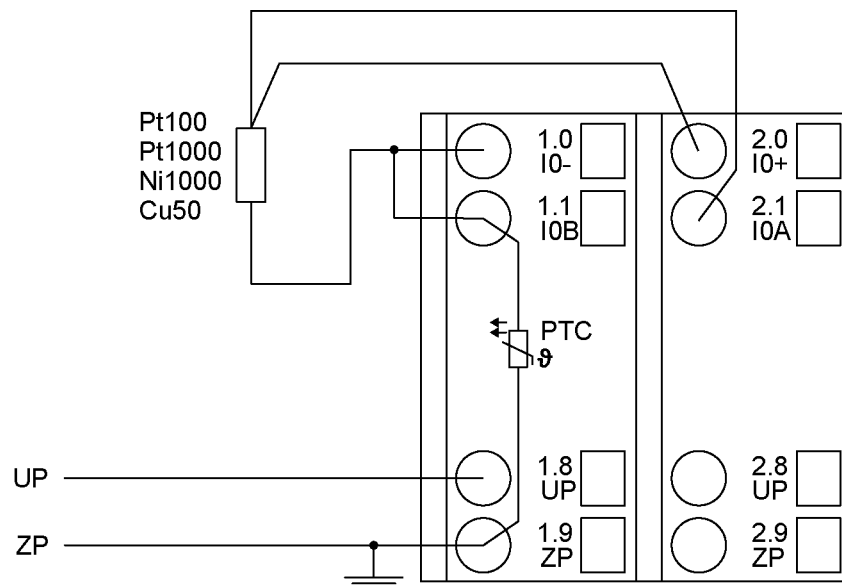 Pt100
Pt1000
Ni1000
Cu50
1.0
I0-
2.0
I0+
1.1
I0B
2.1
I0A
PTC
ϑ
UP
1.8
UP
2.8
UP
ZP
1.9
ZP
2.9
ZP